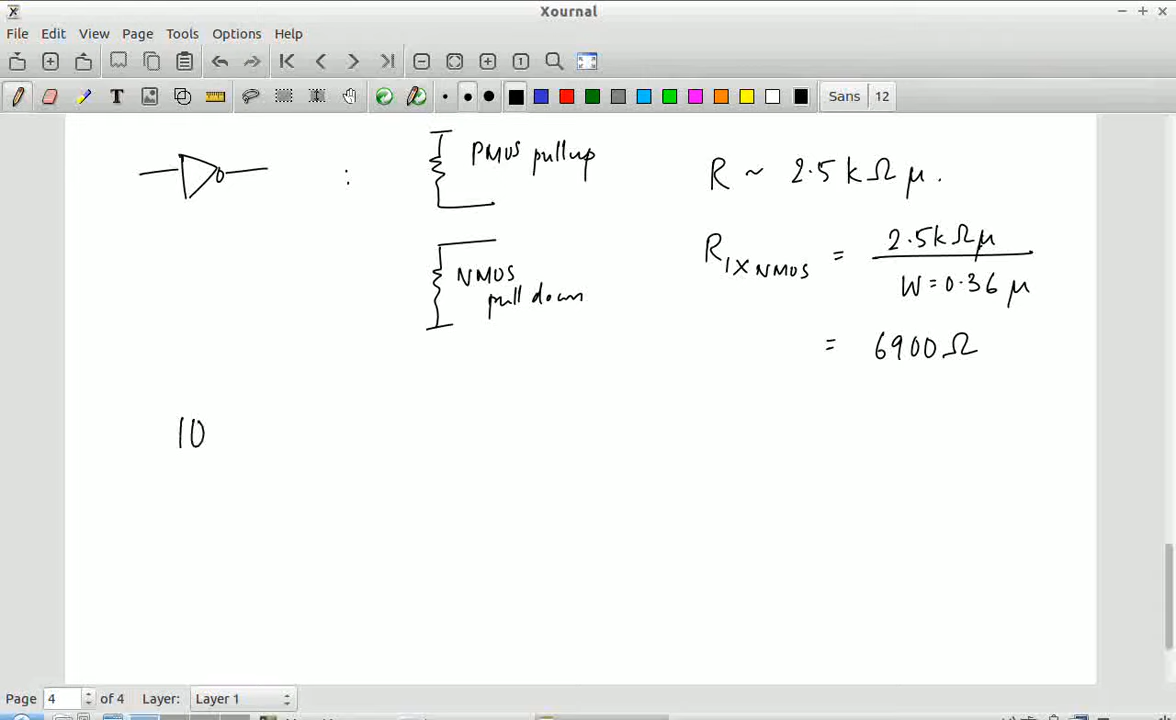 Xournal
File Edit View Page Tools Options Help
Sans 12
: PMOS pullup
R ~ 2.5 kΩ μ.
NMOS
pull down
R1X NMOS = 2.5kΩμ
W = 0.36 μ
= 6900 Ω
10
Page 4 of 4 Layer: Layer 1